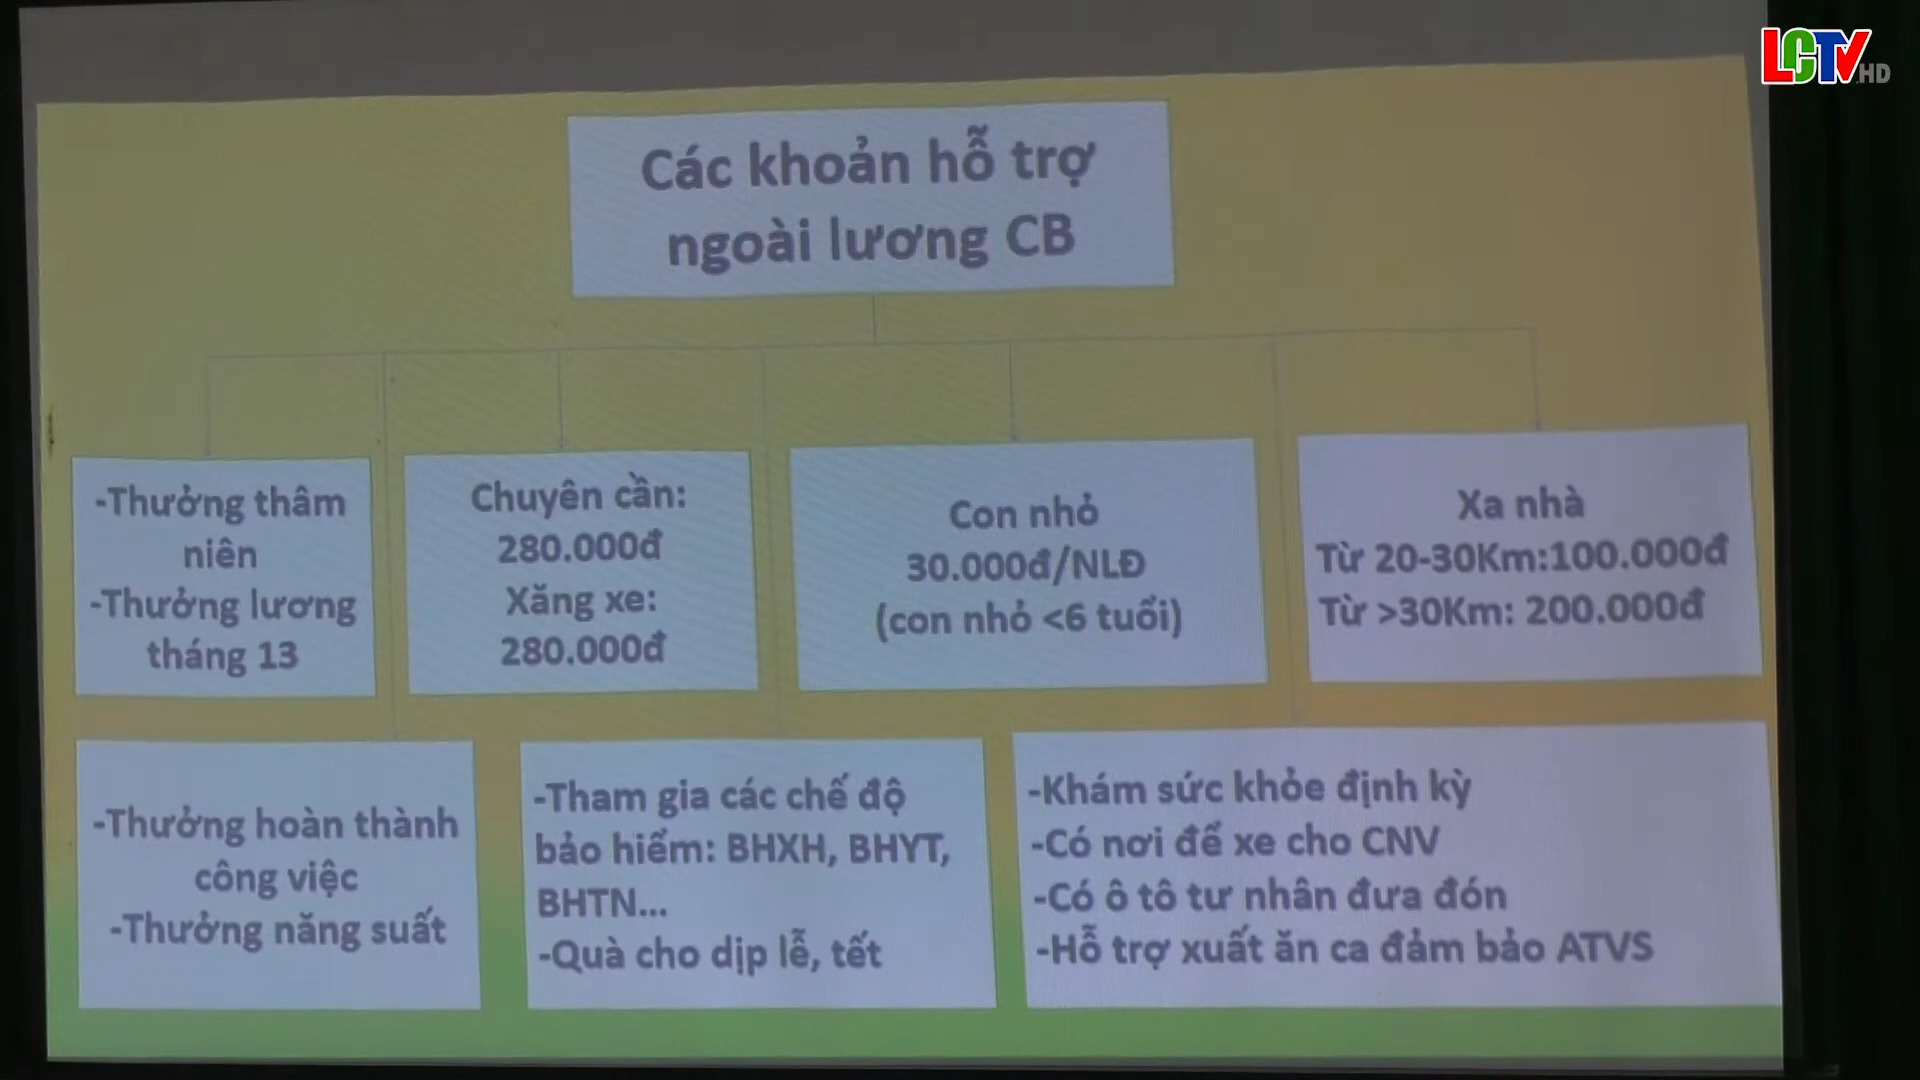 LCTV HD
Các khoản hỗ trợ
ngoài lương CB
-Thưởng thâm
niên
-Thưởng lương
tháng 13
Chuyên cần:
280.000đ
Xăng xe:
280.000đ
Con nhỏ
30.000đ/NLĐ
(con nhỏ <6 tuổi)
Xa nhà
Từ 20-30Km:100.000đ
Từ >30Km: 200.000đ
-Thưởng hoàn thành
công việc
-Thưởng năng suất
-Tham gia các chế độ
bảo hiểm: BHXH, BHYT,
BHTN...
-Quà cho dịp lễ, tết
-Khám sức khỏe định kỳ
-Có nơi để xe cho CNV
-Có ô tô tư nhân đưa đón
-Hỗ trợ xuất ăn ca đảm bảo ATVS